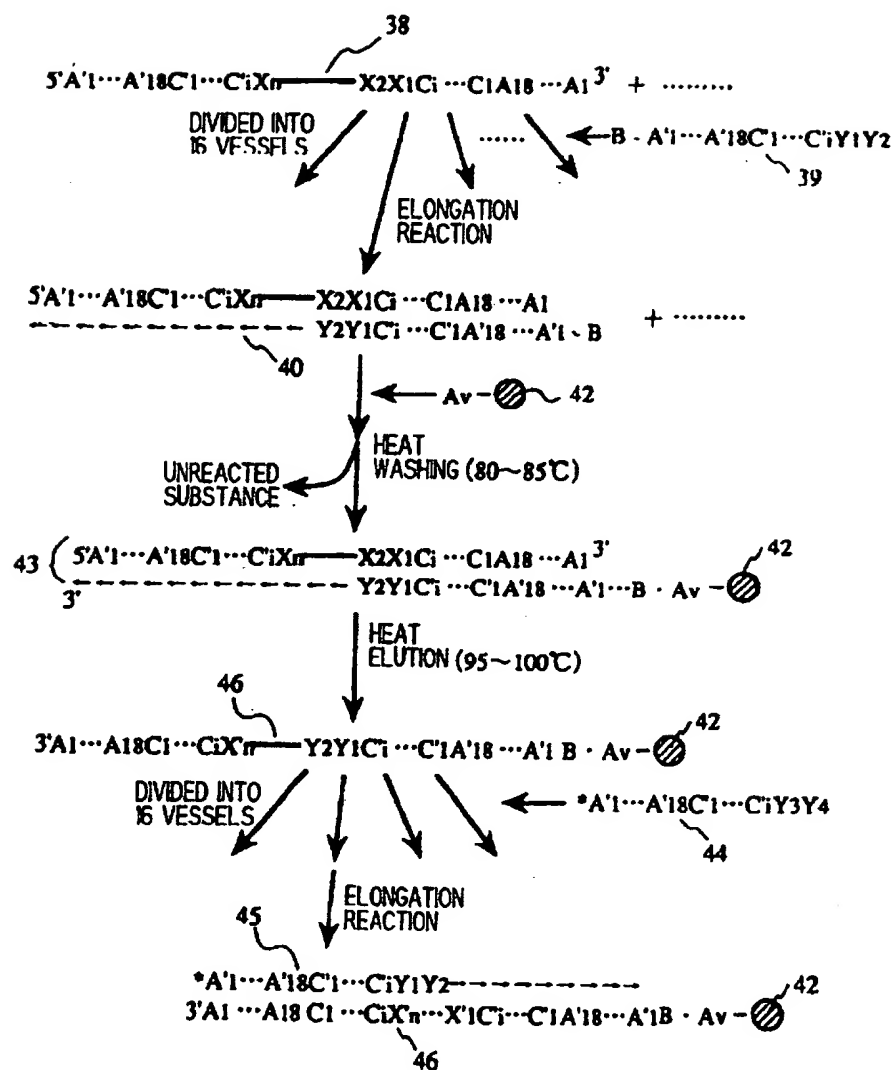 38
5'A'1···A'18C'1···C'iXn———X2X1Ci···C1A18···A1 3' + ·········
DIVIDED INTO
16 VESSELS
······
B - A'1···A'18C'1···C'iY1Y2
39
ELONGATION
REACTION
5'A'1···A'18C'1···C'iXn———X2X1Ci···C1A18···A1
Y2Y1C'i···C'1A'18···A'1-B
+ ·········
40
Av
42
HEAT
WASHING (80~85℃)
UNREACTED
SUBSTANCE
43
5'A'1···A'18C'1···C'iXn———X2X1Ci···C1A18···A1 3'
42
3'
Y2Y1C'i···C'1A'18···A'1···B · Av
HEAT
ELUTION (95~100℃)
46
42
3'A1···A18C1···CiX'n———Y2Y1C'i···C'1A'18···A'1 B · Av
DIVIDED INTO
16 VESSELS
*A'1···A'18C'1···C'iY3Y4
44
ELONGATION
REACTION
45
*A'1···A'18C'1···C'iY1Y2
42
3'A1···A18 C1···CiX'n···X'1C'i···C'1A'18···A'1B · Av
46